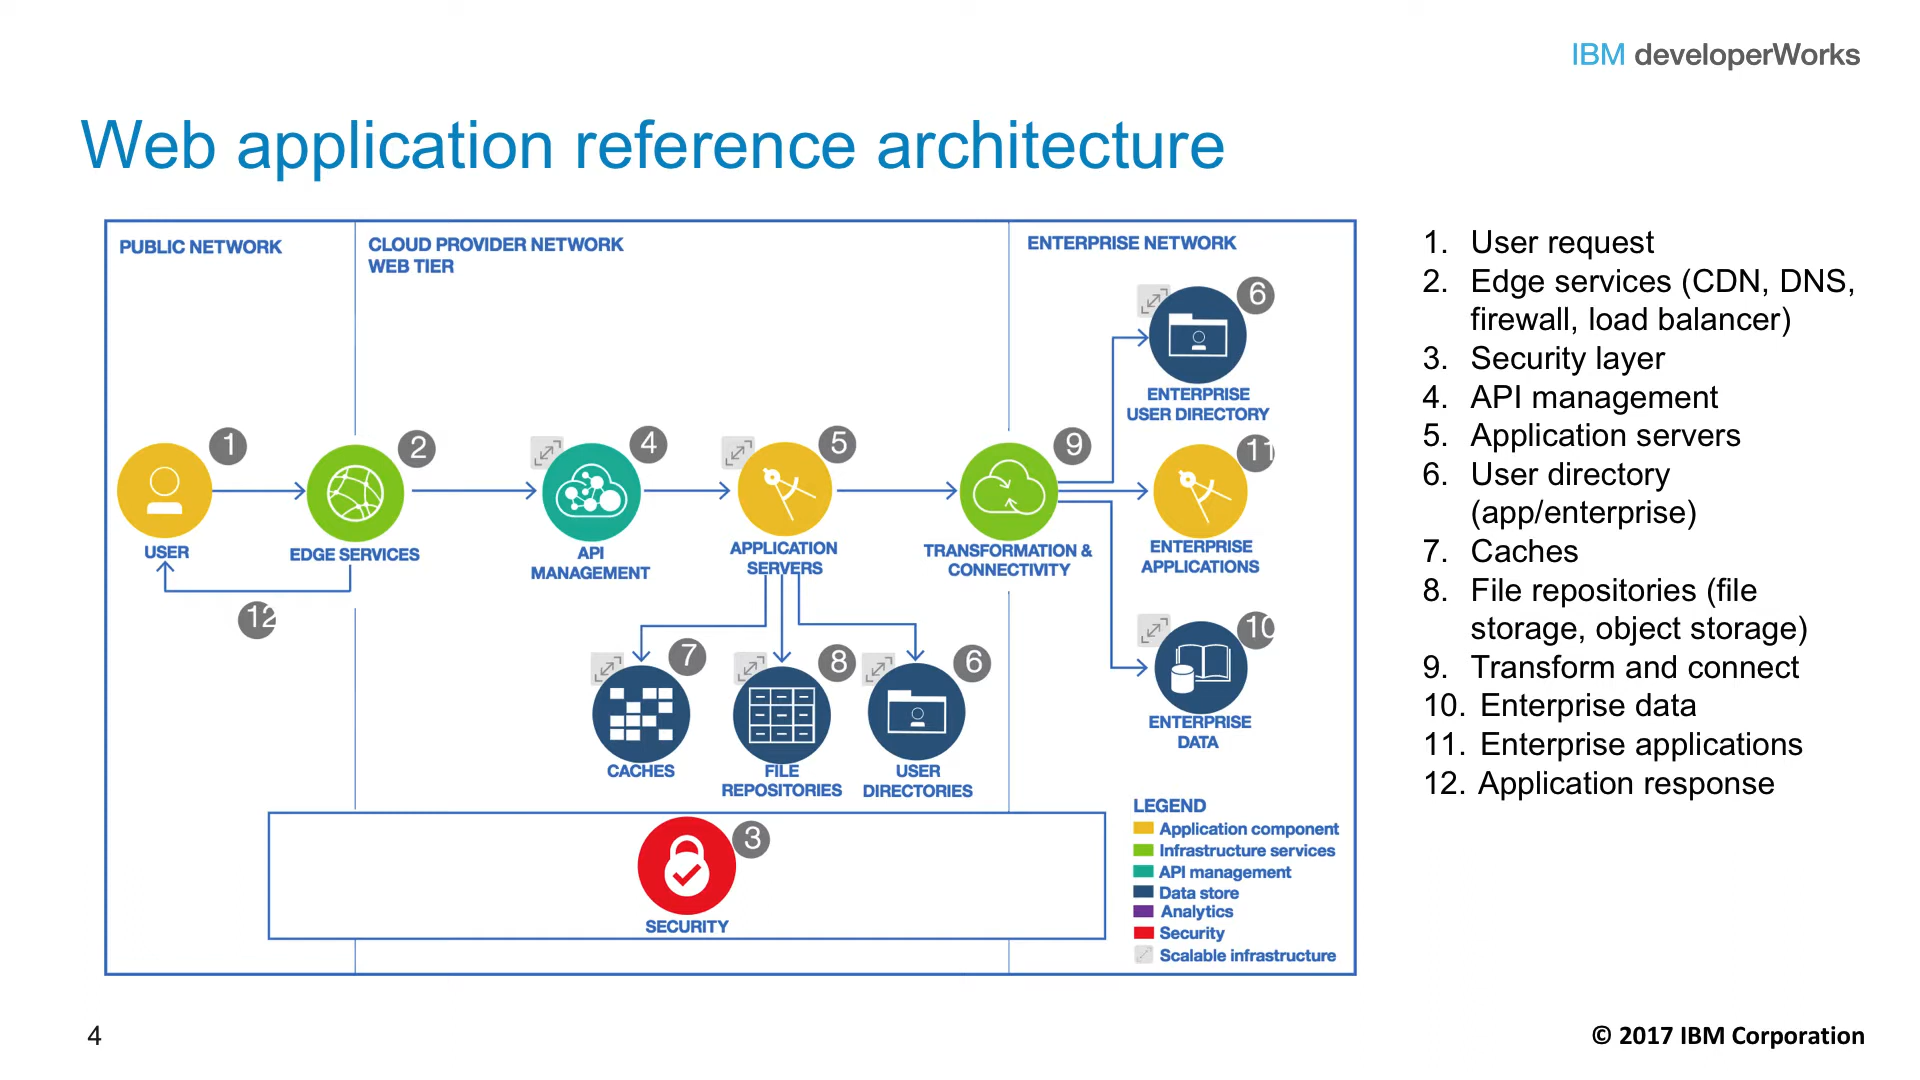 IBM developerWorks
Web application reference architecture
PUBLIC NETWORK
CLOUD PROVIDER NETWORK
WEB TIER
ENTERPRISE NETWORK
6
ENTERPRISE
USER DIRECTORY
1
USER
2
EDGE SERVICES
4
API
MANAGEMENT
5
APPLICATION
SERVERS
9
TRANSFORMATION &
CONNECTIVITY
11
ENTERPRISE
APPLICATIONS
12
7
CACHES
8
FILE
REPOSITORIES
6
USER
DIRECTORIES
10
ENTERPRISE
DATA
3
SECURITY
LEGEND
Application component
Infrastructure services
API management
Data store
Analytics
Security
Scalable infrastructure
1. User request
2. Edge services (CDN, DNS,
firewall, load balancer)
3. Security layer
4. API management
5. Application servers
6. User directory
(app/enterprise)
7. Caches
8. File repositories (file
storage, object storage)
9. Transform and connect
10. Enterprise data
11. Enterprise applications
12. Application response
4
© 2017 IBM Corporation